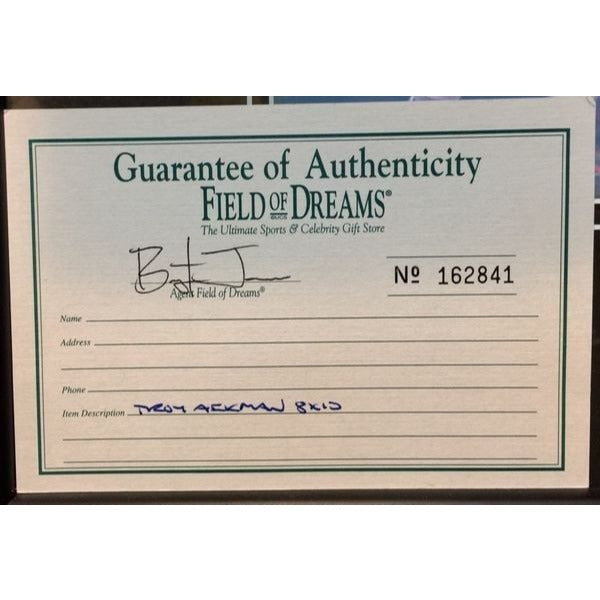 Guarantee of Authenticity
FIELD OF DREAMS®
The Ultimate Sports & Celebrity Gift Store
Agent Field of Dreams®
Nº 162841
Name
Address
Phone
Item Description TROY AIKMAN 8X10